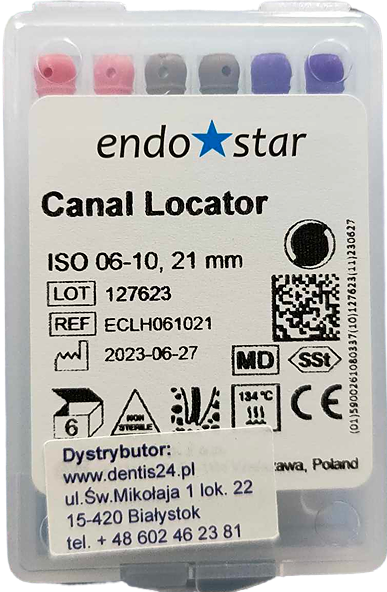 endo star
Canal Locator
ISO 06-10, 21 mm
LOT 127623
REF ECLH061021
2023-06-27
MD SSt
(01)5900261080337(10)127623(11)230627
6 NON STERILE 134 °C CE
Poland
Dystrybutor:
www.dentis24.pl
ul.Św.Mikołaja 1 lok. 22
15-420 Białystok
tel. + 48 602 46 23 81